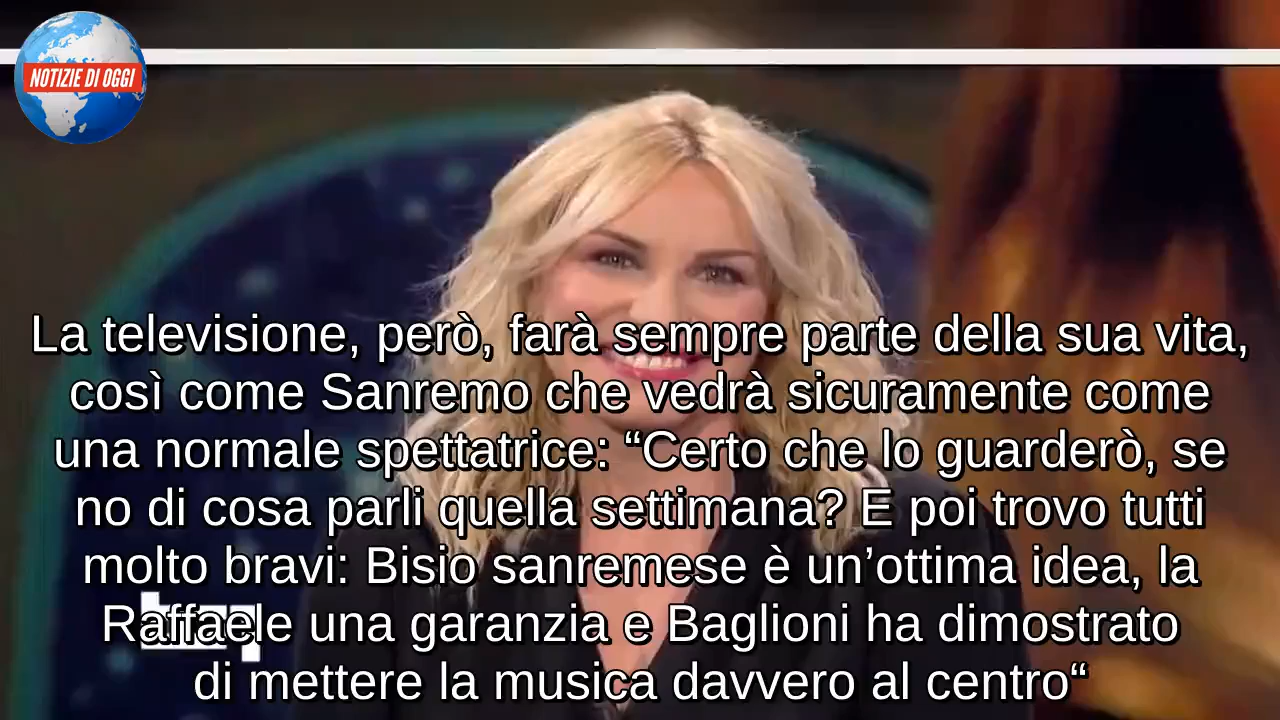 NOTIZIE DI OGGI
La televisione, però, farà sempre parte della sua vita,
così come Sanremo che vedrà sicuramente come
una normale spettatrice: “Certo che lo guarderò, se
no di cosa parli quella settimana? E poi trovo tutti
molto bravi: Bisio sanremese è un’ottima idea, la
Raffaele una garanzia e Baglioni ha dimostrato
di mettere la musica davvero al centro“